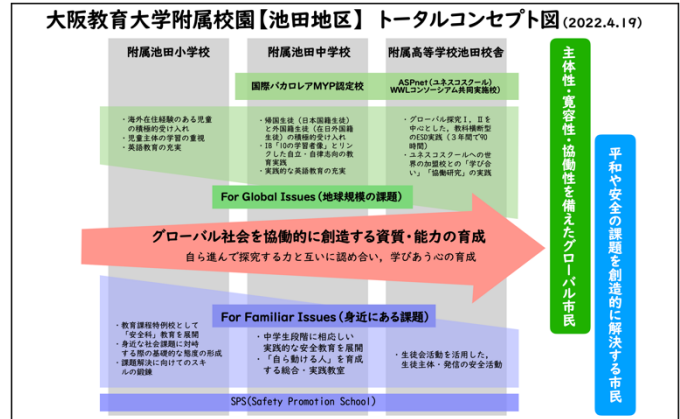 大阪教育大学附属校園【池田地区】 トータルコンセプト図(2022.4.19)
附属池田小学校
附属池田中学校
附属高等学校池田校舎
国際バカロレアMYP認定校
ASPnet(ユネスコスクール)
WWLコンソーシアム共同実施校
・海外在住経験のある児童
の積極的受け入れ
・児童主体の学習の重視
・英語教育の充実
・帰国生徒(日本国籍生徒)
と外国籍生徒(在日外国籍
生徒)の積極的受け入れ
・IB「10の学習者像」とリ
ンクした自立・自律志向の教
育実践
・実践的な英語教育の充実
・グローバル探究Ⅰ,Ⅱを
中心とした,教科横断型
のESD実践(3年間で90
時間)
・ユネスコスクールへの世
界の加盟校との「学び合
い」「協働研究」の実践
For Global Issues(地球規模の課題)
グローバル社会を協働的に創造する資質・能力の育成
自ら進んで探究する力と互いに認め合い,学びあう心の育成
For Familiar Issues(身近にある課題)
・教育課程特例校として
「安全科」教育を展開
・身近な社会課題に対峙
する際の基礎的な態度の形成
・課題解決に向けてのスキ
ルの鍛錬
・中学生段階に相応しい
実践的な安全教育を展開
・「自ら動ける人」を育成
する総合・実践教室
・生徒会活動を活用した,
生徒主体・発信の安全活動
SPS(Safety Promotion School)
主体性・寛容性・協働性を備えたグローバル市民
平和や安全の課題を創造的に解決する市民